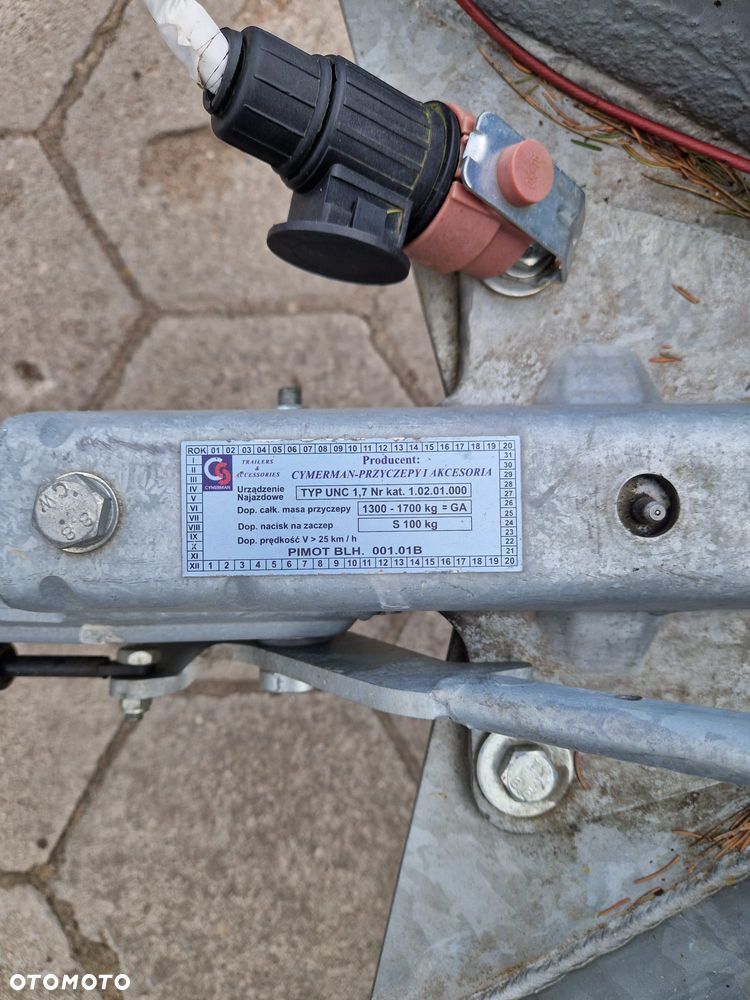 ROK 01 02 03 04 05 06 07 08 09 10 11 12 13 14 15 16 17 18 19 20
I II III IV V VI VII VIII IX X XI XII
31 30 29 28 27 26 25 24 23 22 21
CS
CYMERMAN
TRAILERS
&
ACCESSORIES
Producent:
CYMERMAN-PRZYCZEPY I AKCESORIA
Urządzenie
Najazdowe
TYP UNC 1,7 Nr kat. 1.02.01.000
Dop. całk. masa przyczepy 1300 - 1700 kg = GA
Dop. nacisk na zaczep S 100 kg
Dop. prędkość V > 25 km / h
PIMOT BLH. 001.01B
1 2 3 4 5 6 7 8 9 10 11 12 13 14 15 16 17 18 19 20
8.8
CW
OTOMOTO